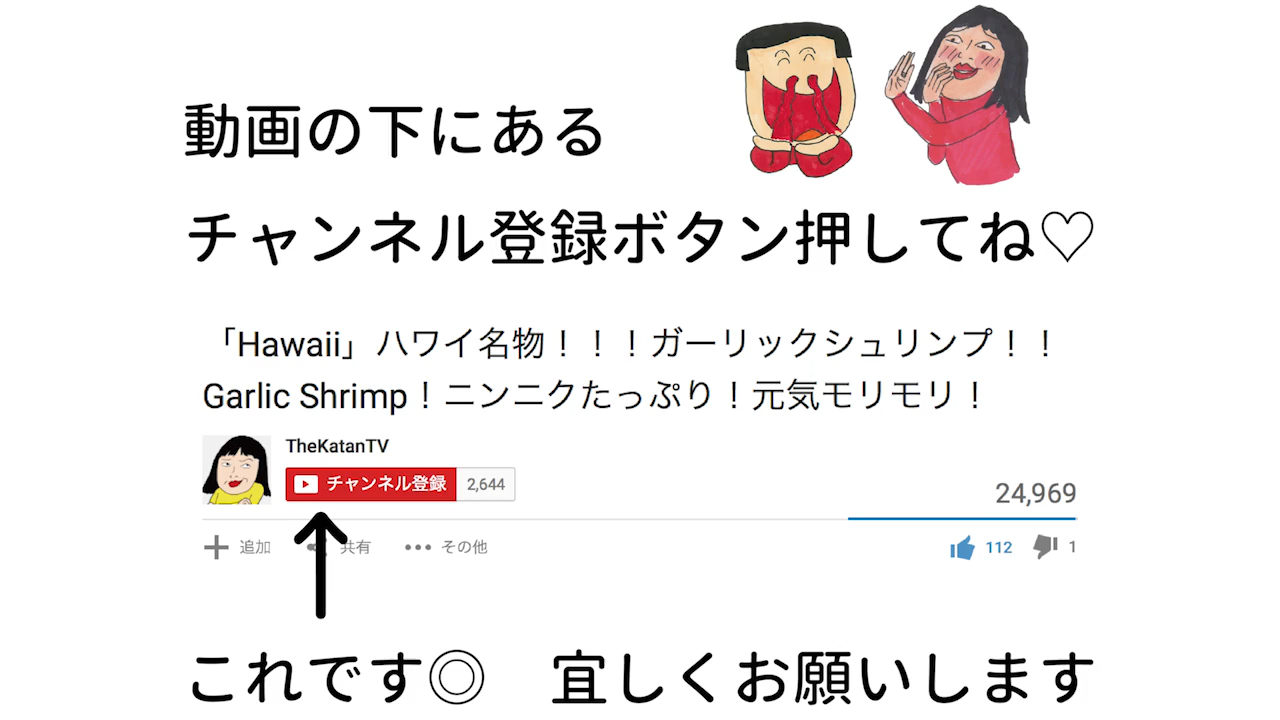 動画の下にある
チャンネル登録ボタン押してね♡
「Hawaii」ハワイ名物！！！ガーリックシュリンプ！！
Garlic Shrimp！ニンニクたっぷり！元気モリモリ！
TheKatanTV
チャンネル登録 2,644
24,969
追加 共有 その他 112 1
これです◎ 宜しくお願いします